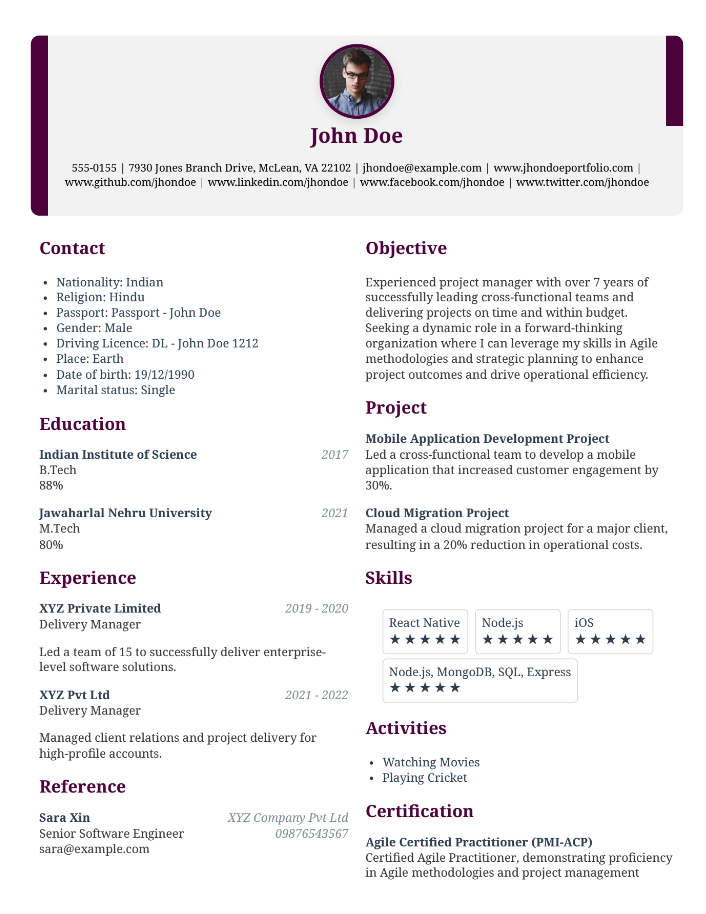 John Doe
555-0155 | 7930 Jones Branch Drive, McLean, VA 22102 | jhondoe@example.com | www.jhondoeportfolio.com |
www.github.com/jhondoe | www.linkedin.com/jhondoe | www.facebook.com/jhondoe | www.twitter.com/jhondoe
Contact
• Nationality: Indian
• Religion: Hindu
• Passport: Passport - John Doe
• Gender: Male
• Driving Licence: DL - John Doe 1212
• Place: Earth
• Date of birth: 19/12/1990
• Marital status: Single
Education
Indian Institute of Science 2017
B.Tech
88%
Jawaharlal Nehru University 2021
M.Tech
80%
Experience
XYZ Private Limited 2019 - 2020
Delivery Manager
Led a team of 15 to successfully deliver enterprise-
level software solutions.
XYZ Pvt Ltd 2021 - 2022
Delivery Manager
Managed client relations and project delivery for
high-profile accounts.
Reference
Sara Xin XYZ Company Pvt Ltd
Senior Software Engineer 09876543567
sara@example.com
Objective
Experienced project manager with over 7 years of
successfully leading cross-functional teams and
delivering projects on time and within budget.
Seeking a dynamic role in a forward-thinking
organization where I can leverage my skills in Agile
methodologies and strategic planning to enhance
project outcomes and drive operational efficiency.
Project
Mobile Application Development Project
Led a cross-functional team to develop a mobile
application that increased customer engagement by
30%.
Cloud Migration Project
Managed a cloud migration project for a major client,
resulting in a 20% reduction in operational costs.
Skills
React Native Node.js iOS
★★★★★ ★★★★★ ★★★★★
Node.js, MongoDB, SQL, Express
★★★★★
Activities
• Watching Movies
• Playing Cricket
Certification
Agile Certified Practitioner (PMI-ACP)
Certified Agile Practitioner, demonstrating proficiency
in Agile methodologies and project management